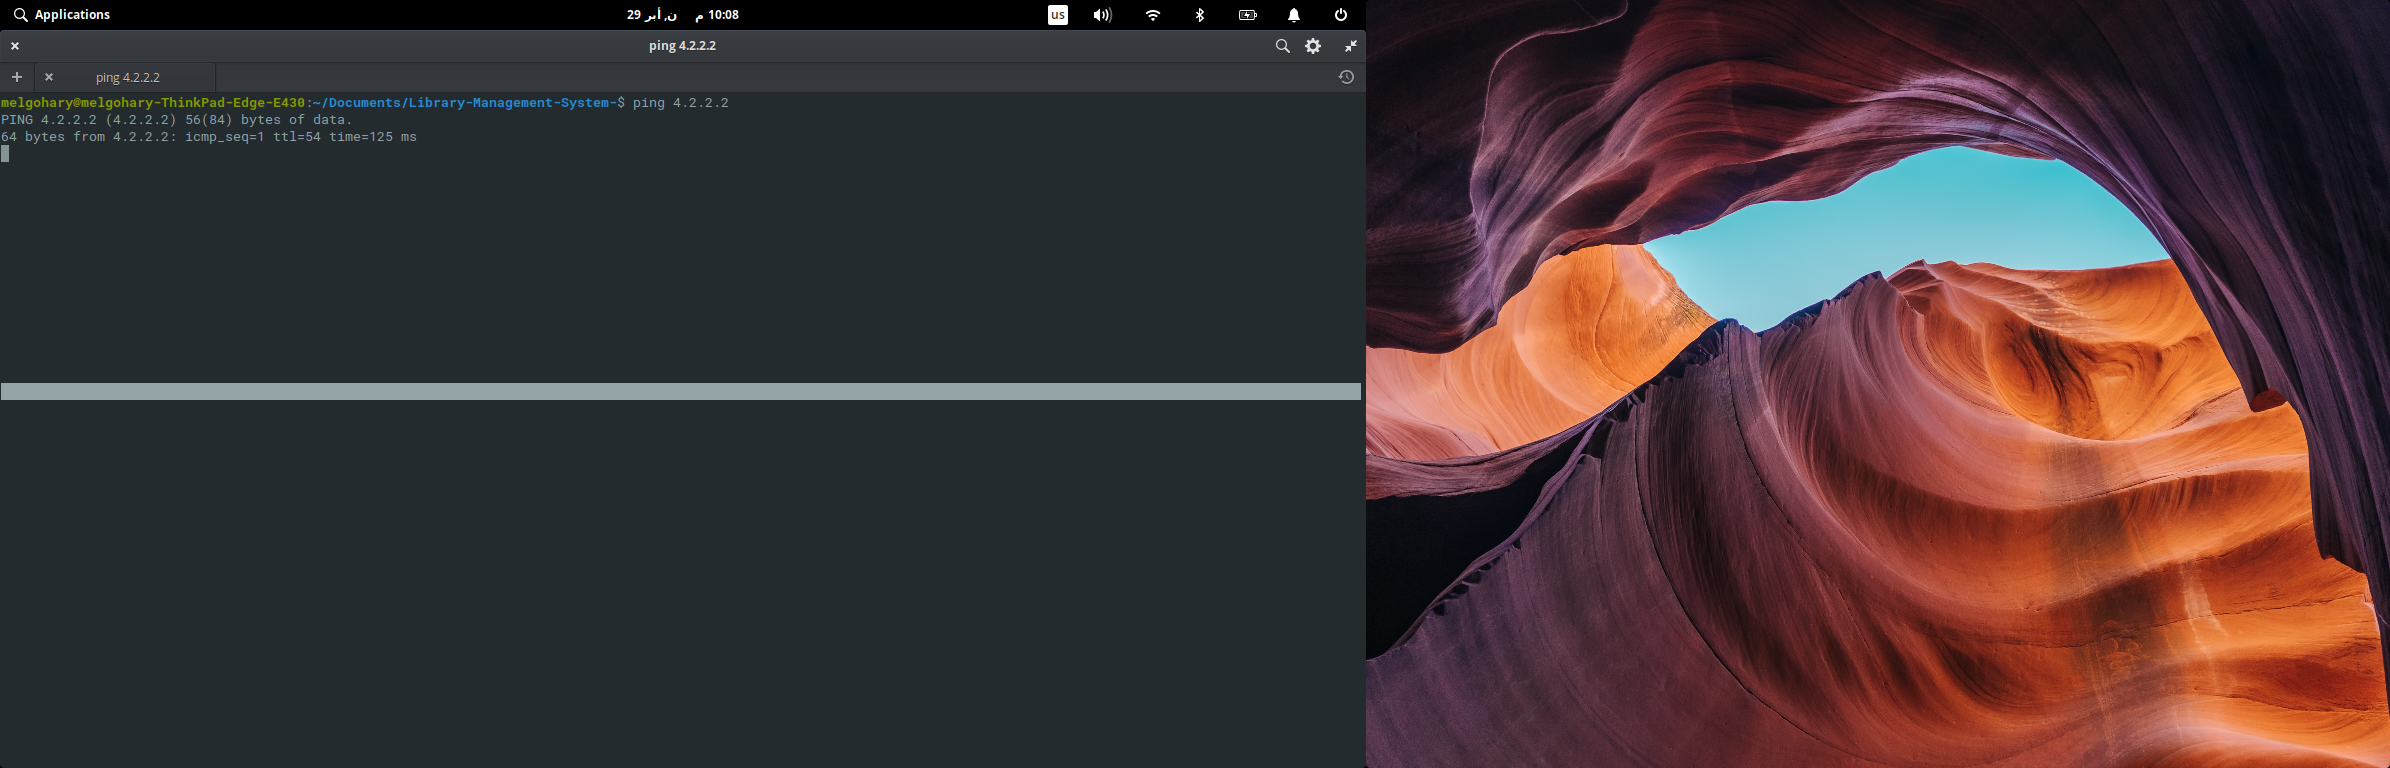 Applications
ن, أبر 29 10:08 م
us
ping 4.2.2.2
ping 4.2.2.2
melgohary@melgohary-ThinkPad-Edge-E430:~/Documents/Library-Management-System-$ ping 4.2.2.2
PING 4.2.2.2 (4.2.2.2) 56(84) bytes of data.
64 bytes from 4.2.2.2: icmp_seq=1 ttl=54 time=125 ms